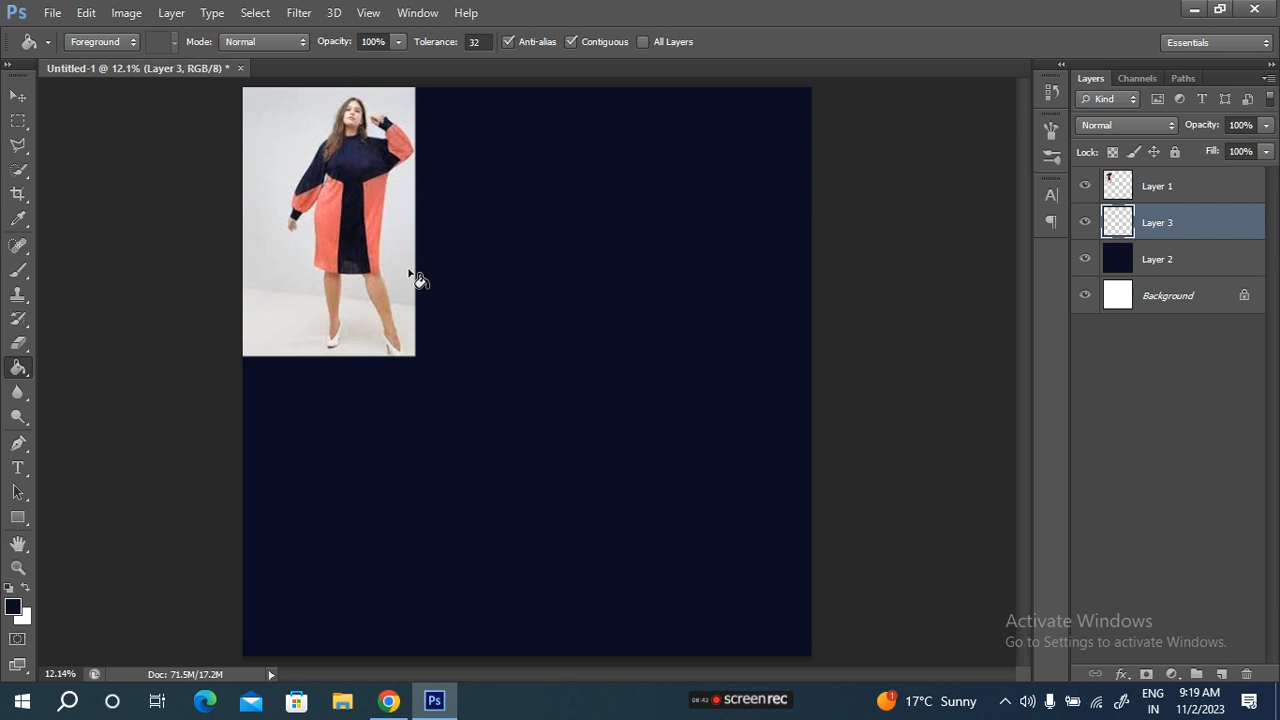 Ps File Edit Image Layer Type Select Filter 3D View Window Help
Foreground Mode: Normal Opacity: 100% Tolerance: 32 Anti-alias Contiguous All Layers Essentials
Untitled-1 @ 12.1% (Layer 3, RGB/8) *
Layers Channels Paths
Kind
Normal Opacity: 100%
Lock: Fill: 100%
Layer 1
Layer 3
Layer 2
Background
Activate Windows
Go to Settings to activate Windows.
12.14% Doc: 71.5M/17.2M
08:42 screenrec
1 17°C Sunny
ENG
IN
9:19 AM
11/2/2023